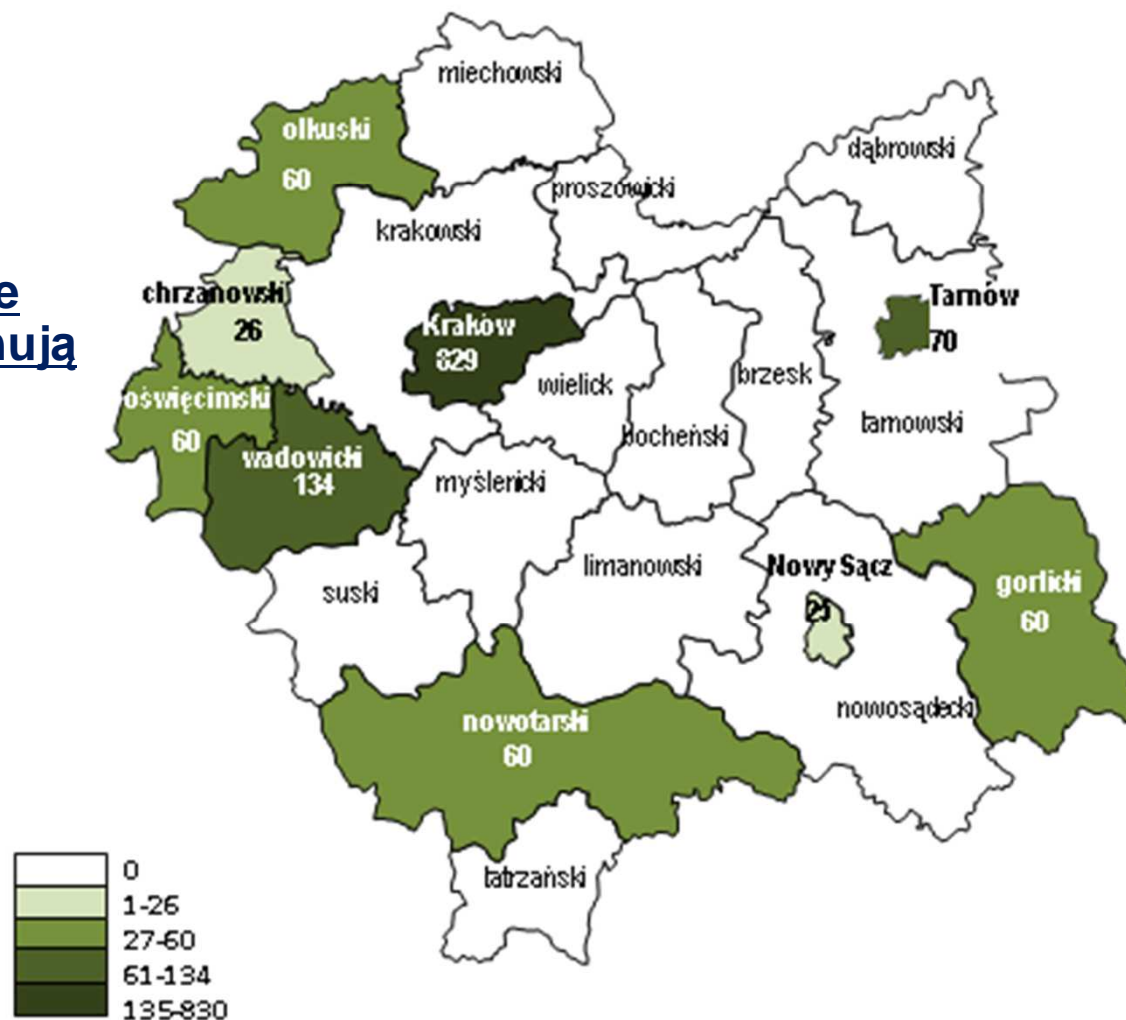 miechowski
olkuski
60
dąbrowski
proszowicki
krakowski
e
nują
chrzanowski
26
Kraków
829
Tarnów
70
wielick
brzesk
oświęcimski
60
bocheński
tarnowski
wadowicki
134
myślenicki
limanowski
Nowy Sącz
suski
gorlicki
60
nowosądecki
nowotarski
60
tatrzański
0
1-26
27-60
61-134
135-830